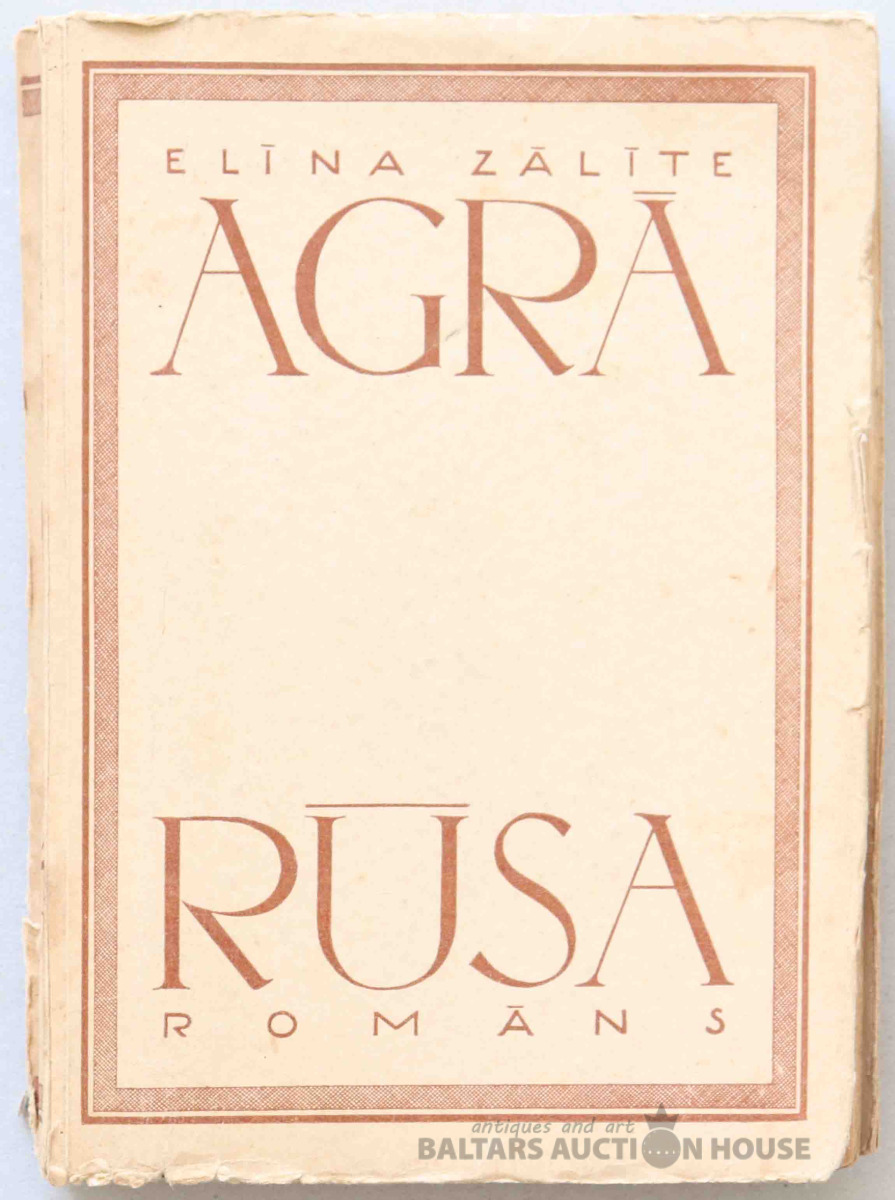 ELĪNA ZĀLĪTE
AGRĀ
RŪSA
ROMĀNS
antiques and art
BALTARS AUCTION HOUSE